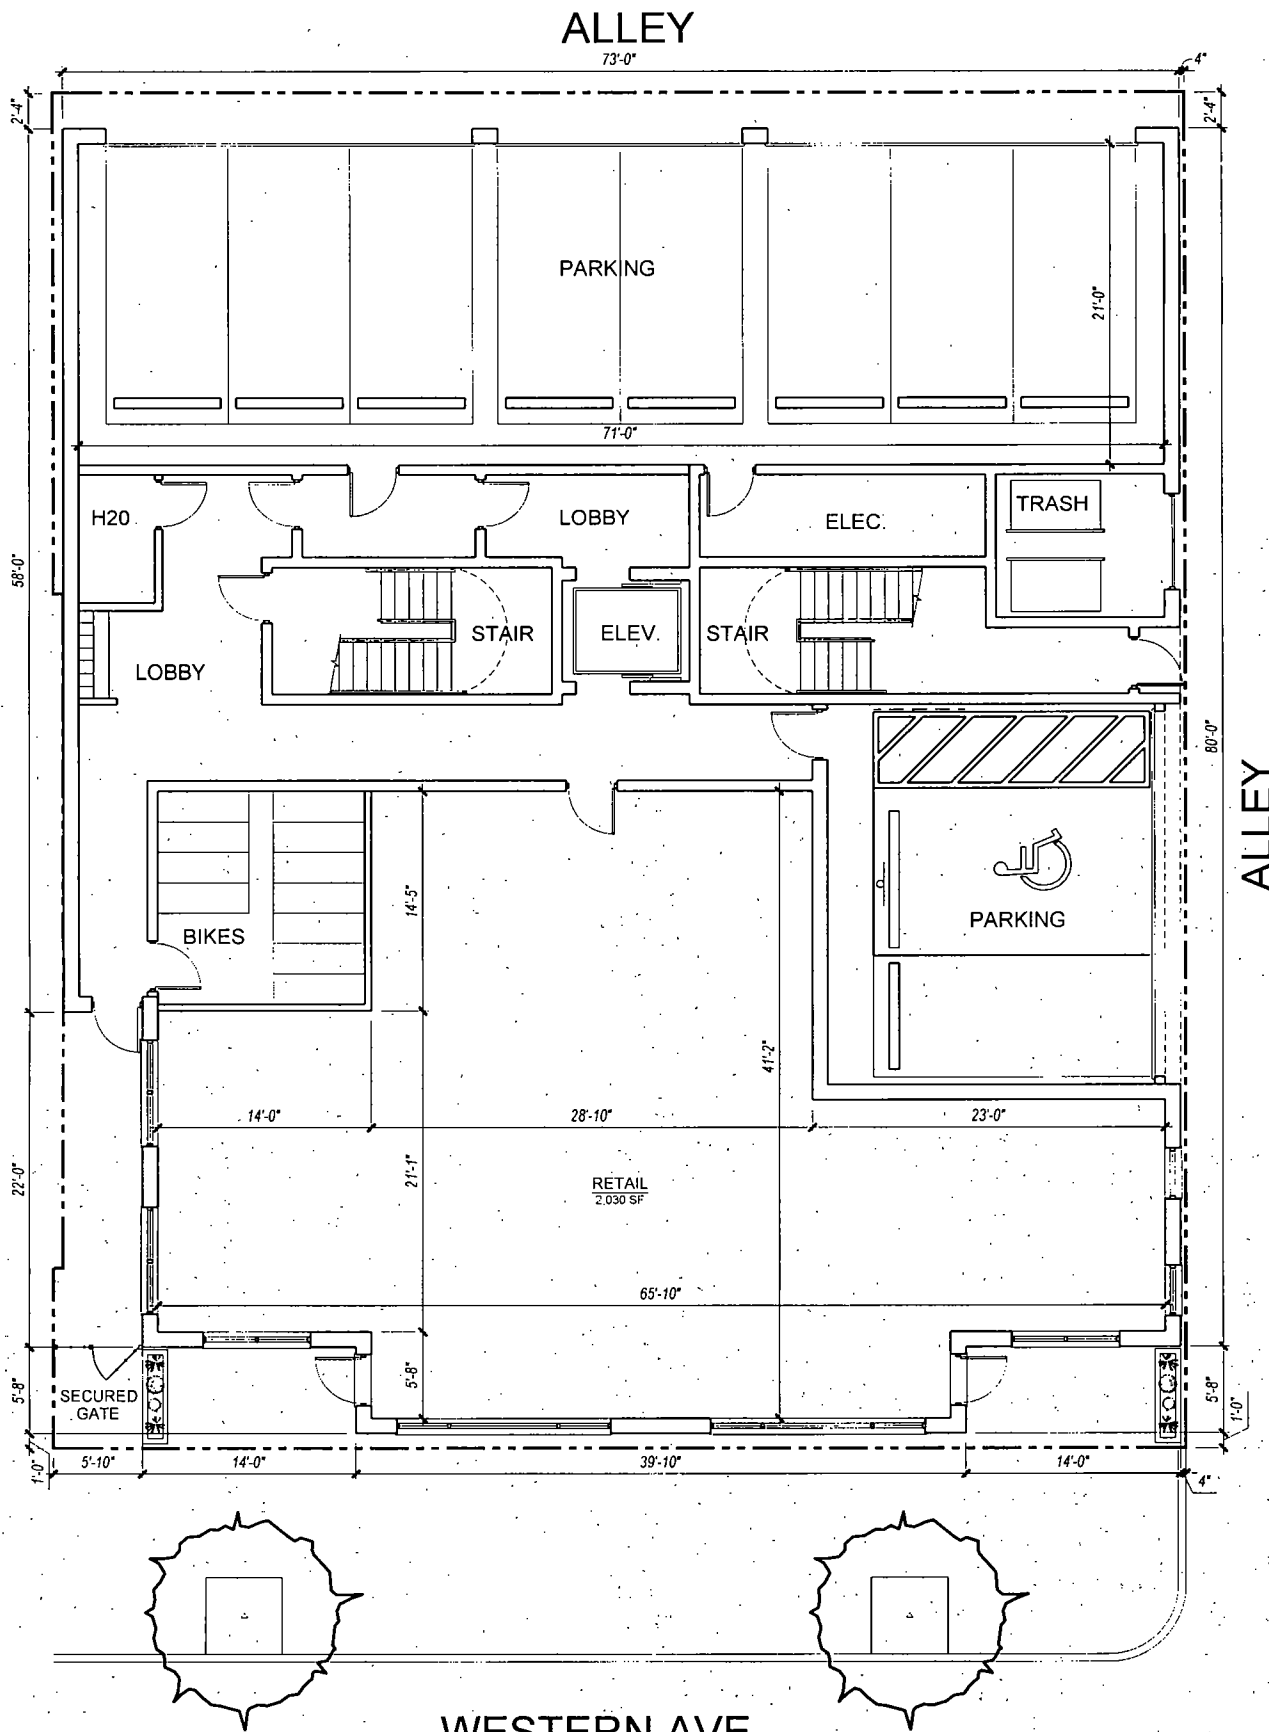 ALLEY
73'-0"
4"
2'-4"
2'-4"
PARKING
21'-0"
71'-0"
H20
LOBBY
ELEC.
TRASH
58'-0"
STAIR
ELEV.
STAIR
LOBBY
80'-0"
ALLEY
14'-5"
BIKES
PARKING
41'-2"
14'-0"
28'-10"
23'-0"
22'-0"
21'-1"
RETAIL
2,030 SF
65'-10"
5'-8"
5'-8"
5'-8"
SECURED
GATE
1'-0"
1'-0"
5'-10"
14'-0"
39'-10"
14'-0"
4"
WESTERN AVE